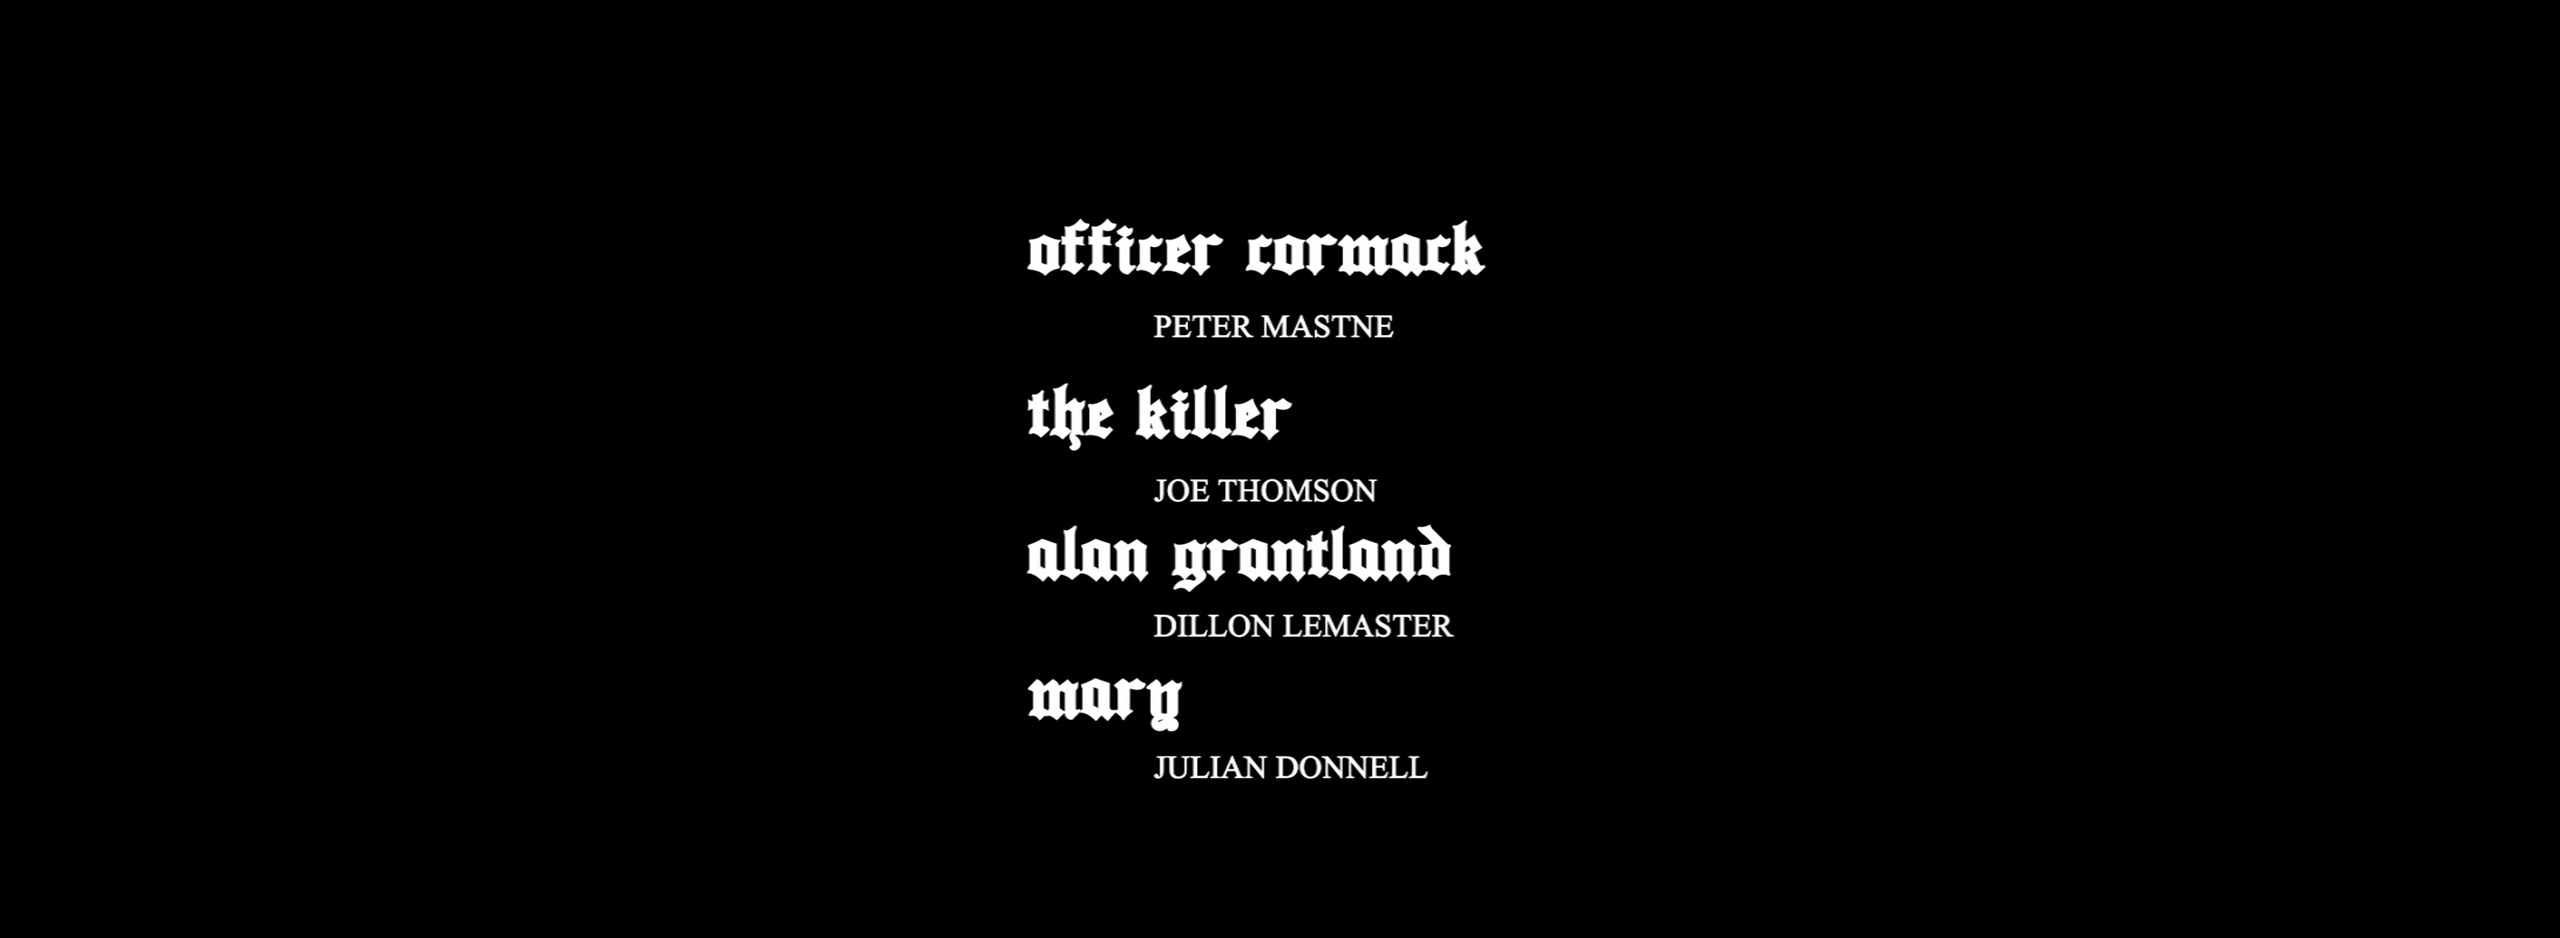 officer cormack
PETER MASTNE
the killer
JOE THOMSON
alan grantland
DILLON LEMASTER
mary
JULIAN DONNELL